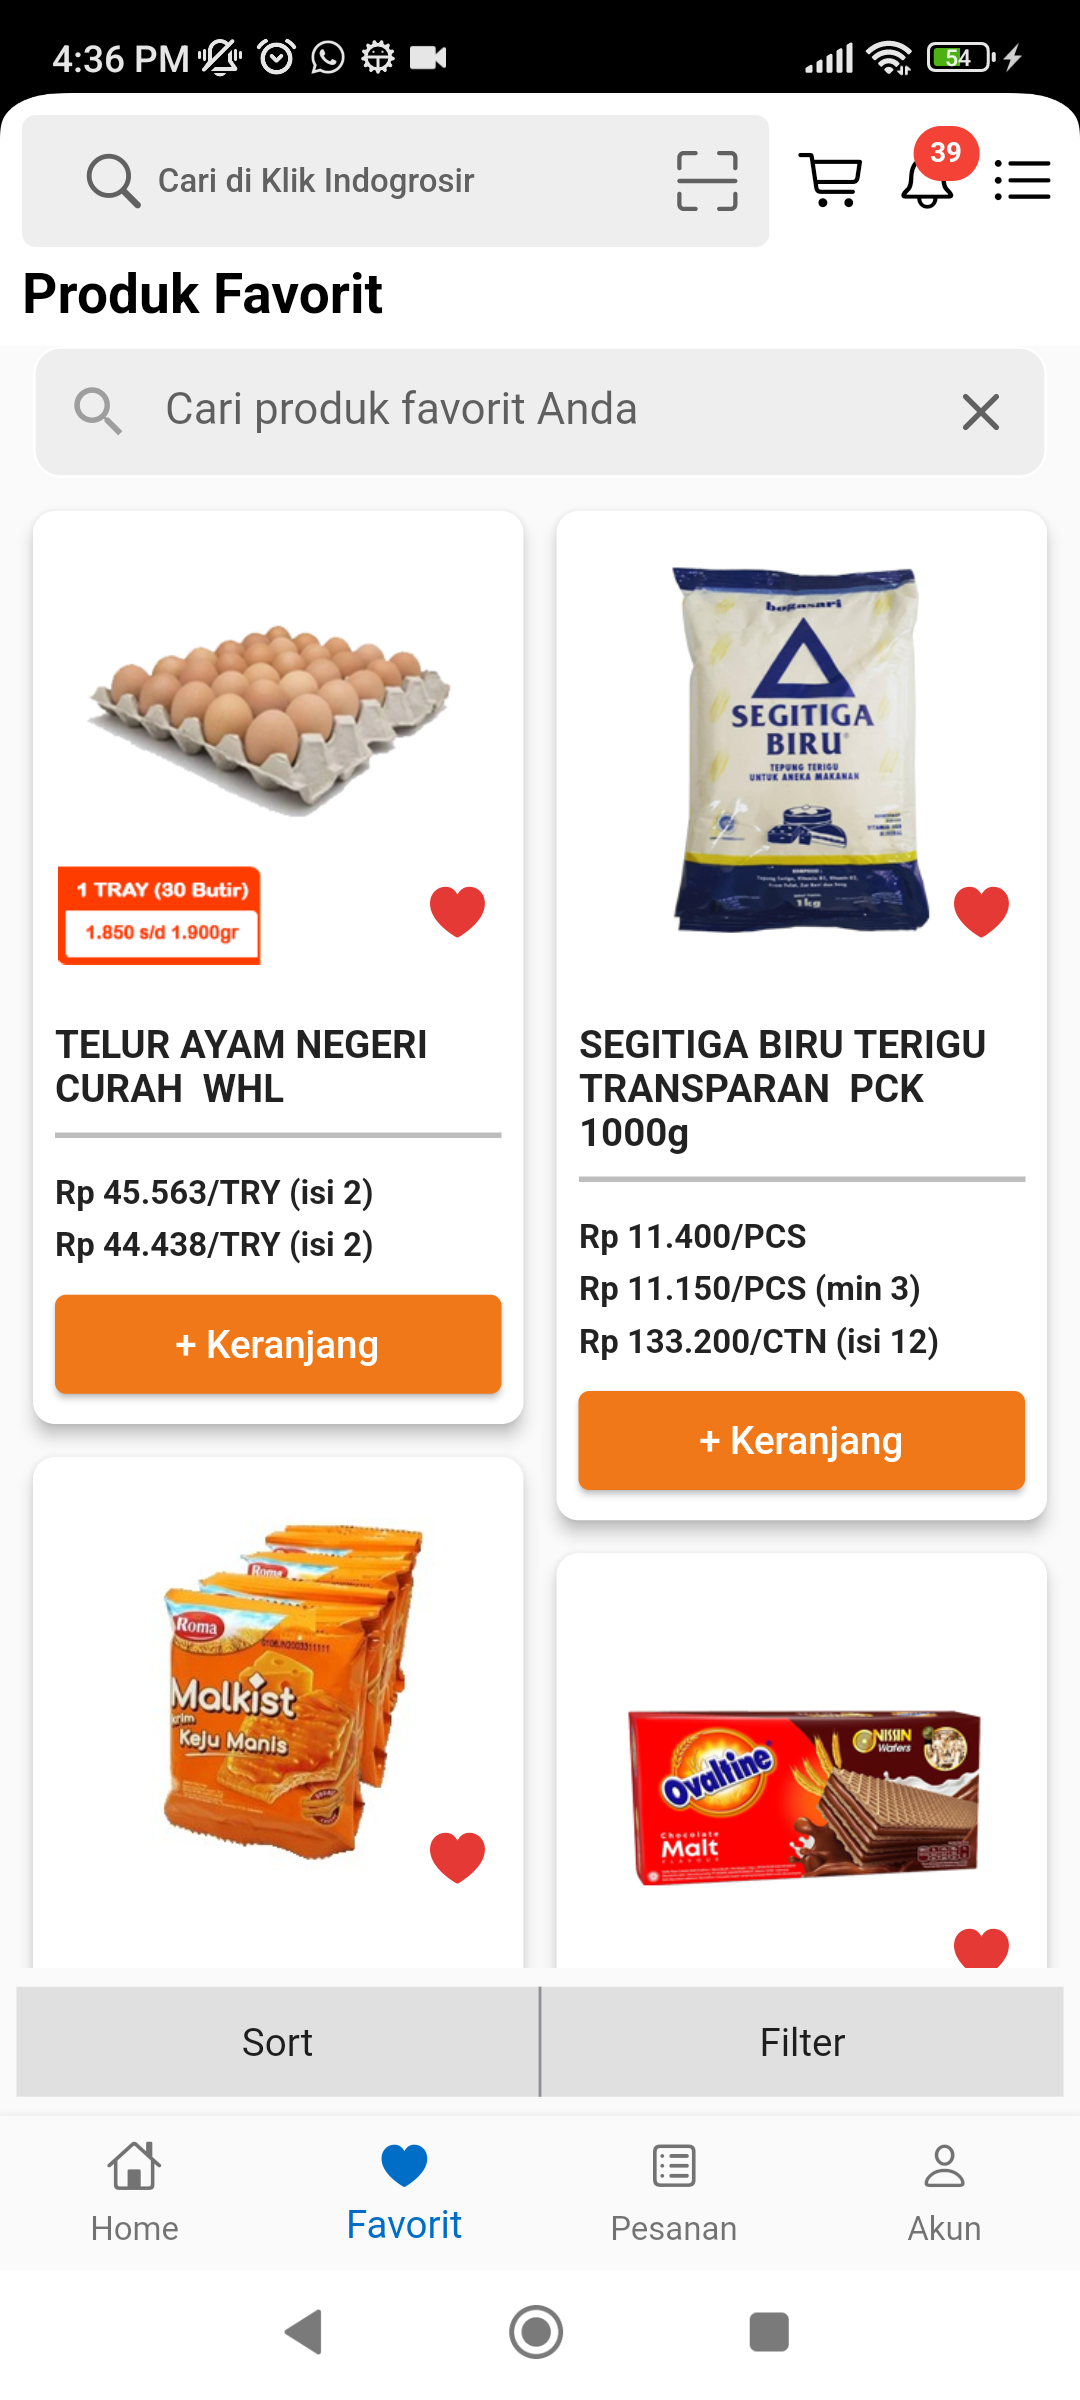 4:36 PM
54
Cari di Klik Indogrosir
39
Produk Favorit
Cari produk favorit Anda
bogasari
SEGITIGA
BIRU
TEPUNG TERIGU
UNTUK ANEKA MAKANAN
1kg
1 TRAY (30 Butir)
1.850 s/d 1.900gr
TELUR AYAM NEGERI
CURAH  WHL
Rp 45.563/TRY (isi 2)
Rp 44.438/TRY (isi 2)
+ Keranjang
SEGITIGA BIRU TERIGU
TRANSPARAN  PCK
1000g
Rp 11.400/PCS
Rp 11.150/PCS (min 3)
Rp 133.200/CTN (isi 12)
+ Keranjang
Roma
Roma
Malkist
krim
Keju Manis
NISSIN
Wafers
Ovaltine
Chocolate
Malt
FLAVOUR
Sort
Filter
Home
Favorit
Pesanan
Akun